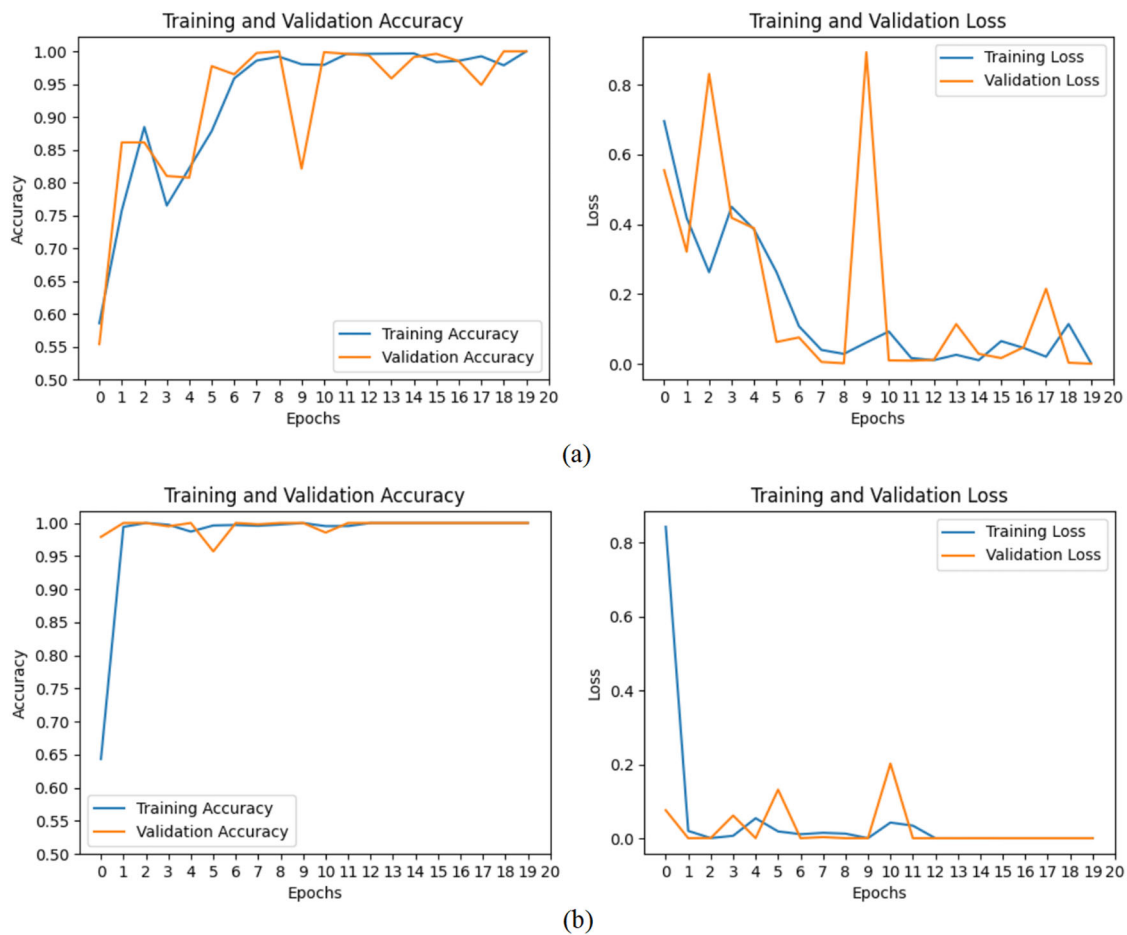 Training and Validation Accuracy
Accuracy
1.00
0.95
0.90
0.85
0.80
0.75
0.70
0.65
0.60
0.55
0.50
Training Accuracy
Validation Accuracy
0 1 2 3 4 5 6 7 8 9 10 11 12 13 14 15 16 17 18 19 20
Epochs
Training and Validation Loss
Loss
0.8
0.6
0.4
0.2
0.0
Training Loss
Validation Loss
0 1 2 3 4 5 6 7 8 9 10 11 12 13 14 15 16 17 18 19 20
Epochs
(a)
Training and Validation Accuracy
Accuracy
1.00
0.95
0.90
0.85
0.80
0.75
0.70
0.65
0.60
0.55
0.50
Training Accuracy
Validation Accuracy
0 1 2 3 4 5 6 7 8 9 10 11 12 13 14 15 16 17 18 19 20
Epochs
Training and Validation Loss
Loss
0.8
0.6
0.4
0.2
0.0
Training Loss
Validation Loss
0 1 2 3 4 5 6 7 8 9 10 11 12 13 14 15 16 17 18 19 20
Epochs
(b)